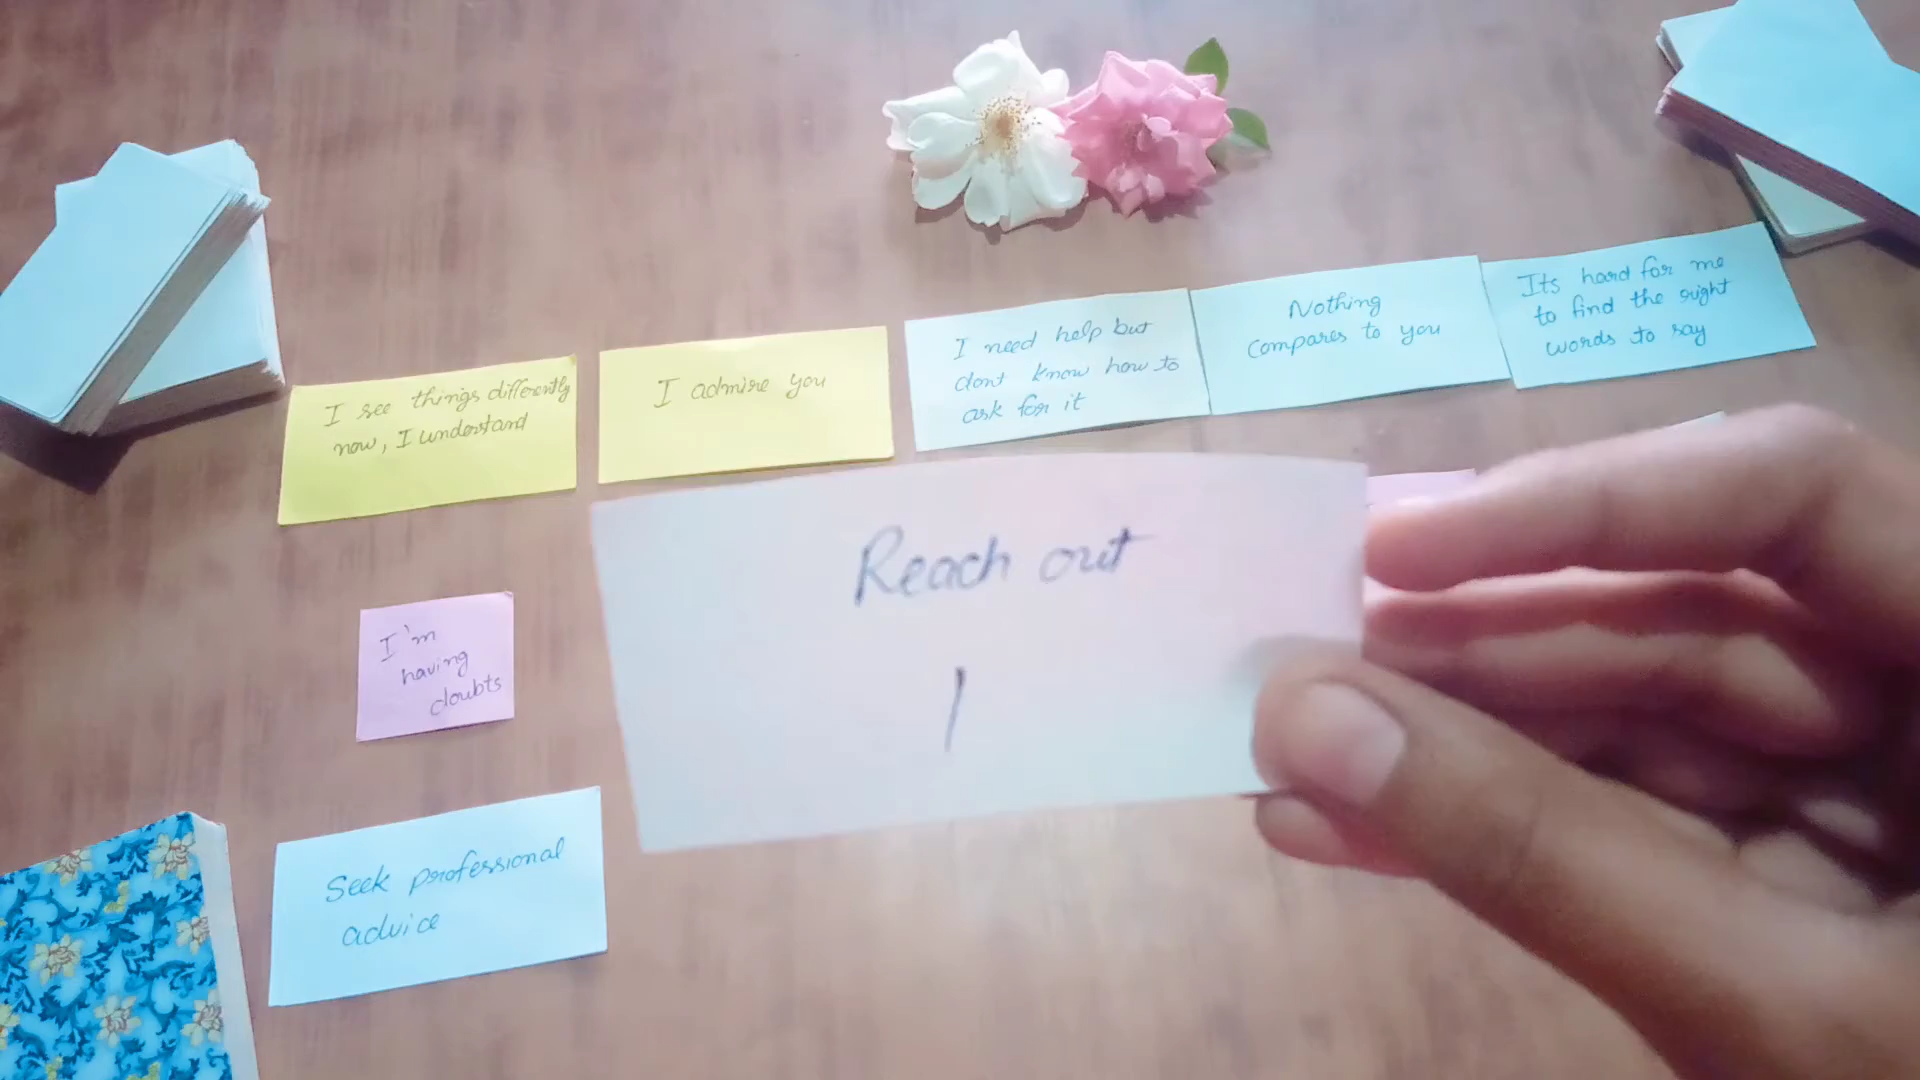 I see things differently
now, I understand
I admire you
I need help but
dont know how to
ask for it
Nothing
compares to you
Its hard for me
to find the right
words to say
Reach out
1
I'm
having
doubts
Seek professional
advice